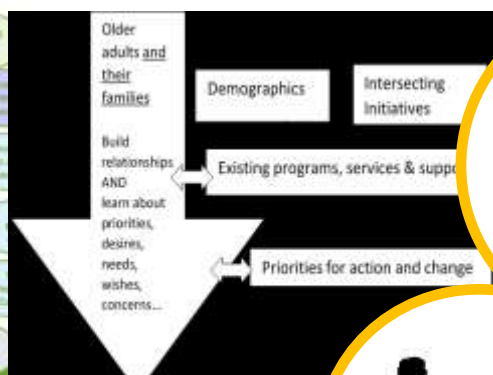 Older
adults and
their
families
Build
relationships
AND
learn about
priorities,
desires,
needs,
wishes,
concerns...
Demographics
Intersecting
Initiatives
Existing programs, services &
Priorities for action and change